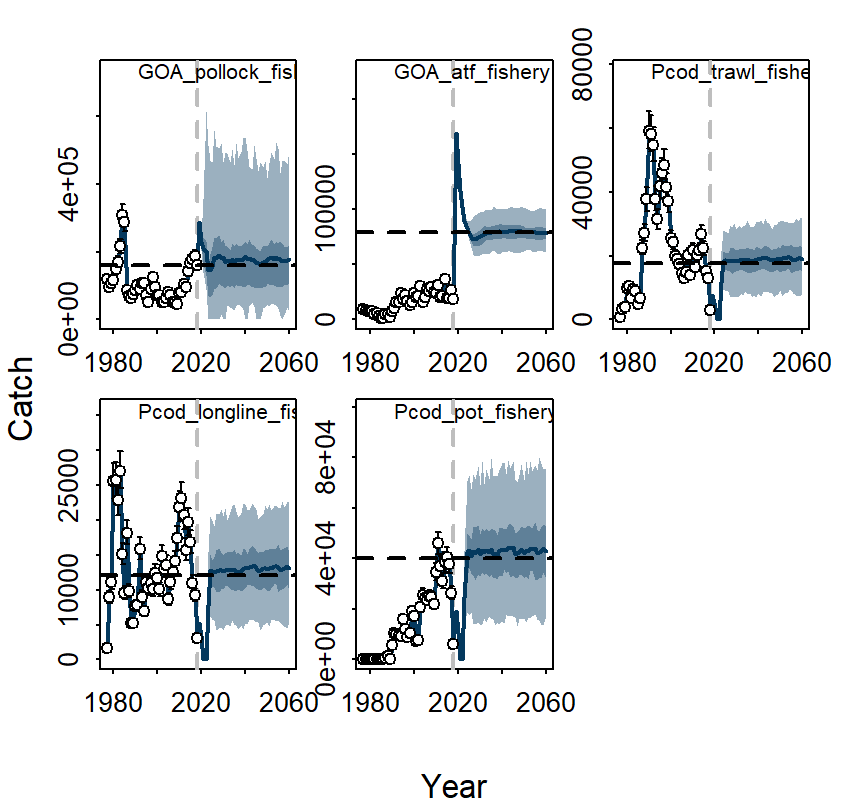 GOA_pollock_fis
GOA_atf_fishery
Pcod_trawl_fishe
0e+00 4e+05
0 100000
0 40000 80000
1980 2020 2060
1980 2020 2060
1980 2020 2060
Pcod_longline_fis
Pcod_pot_fishery
0 10000 25000
0e+00 4e+04 8e+04
1980 2020 2060
1980 2020 2060
Catch
Year